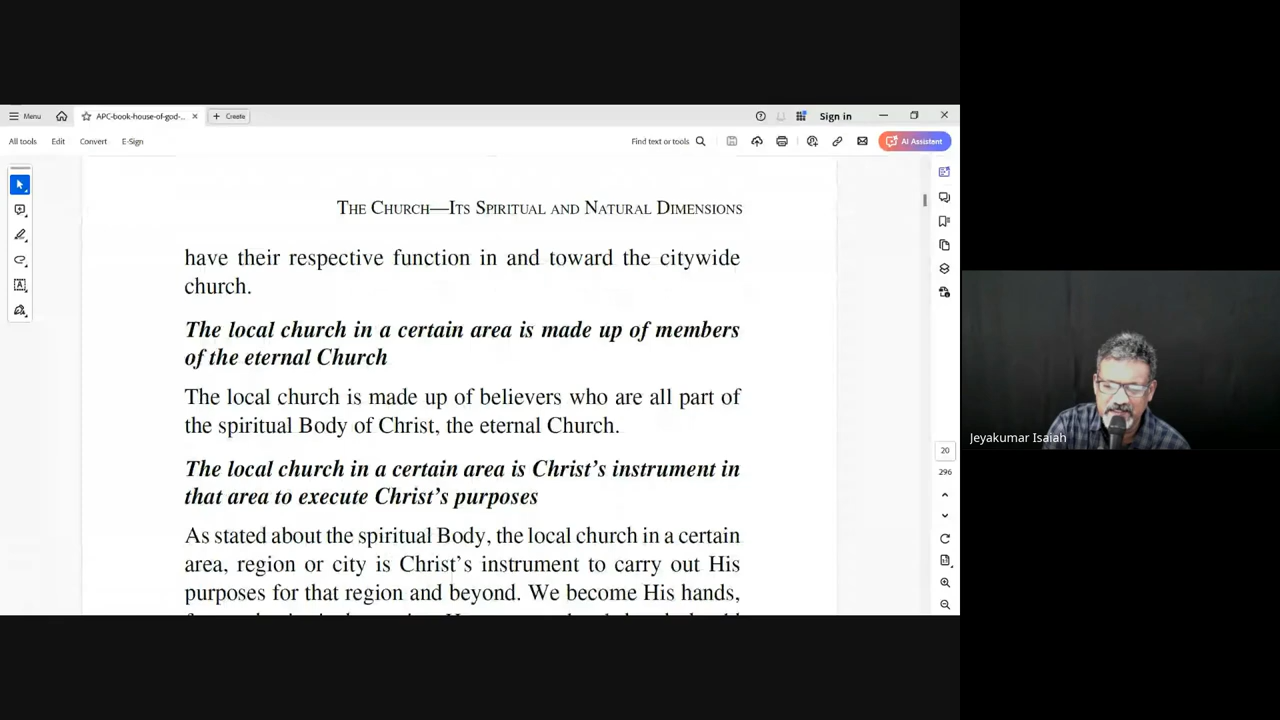 Menu
APC-book-house-of-god-...
Create
Sign in
All tools
Edit
Convert
E-Sign
Find text or tools
AI Assistant
THE CHURCH—ITS SPIRITUAL AND NATURAL DIMENSIONS
have their respective function in and toward the citywide
church.
The local church in a certain area is made up of members
of the eternal Church
The local church is made up of believers who are all part of
the spiritual Body of Christ, the eternal Church.
The local church in a certain area is Christ's instrument in
that area to execute Christ's purposes
As stated about the spiritual Body, the local church in a certain
area, region or city is Christ's instrument to carry out His
purposes for that region and beyond. We become His hands,
20
296
Jeyakumar Isaiah